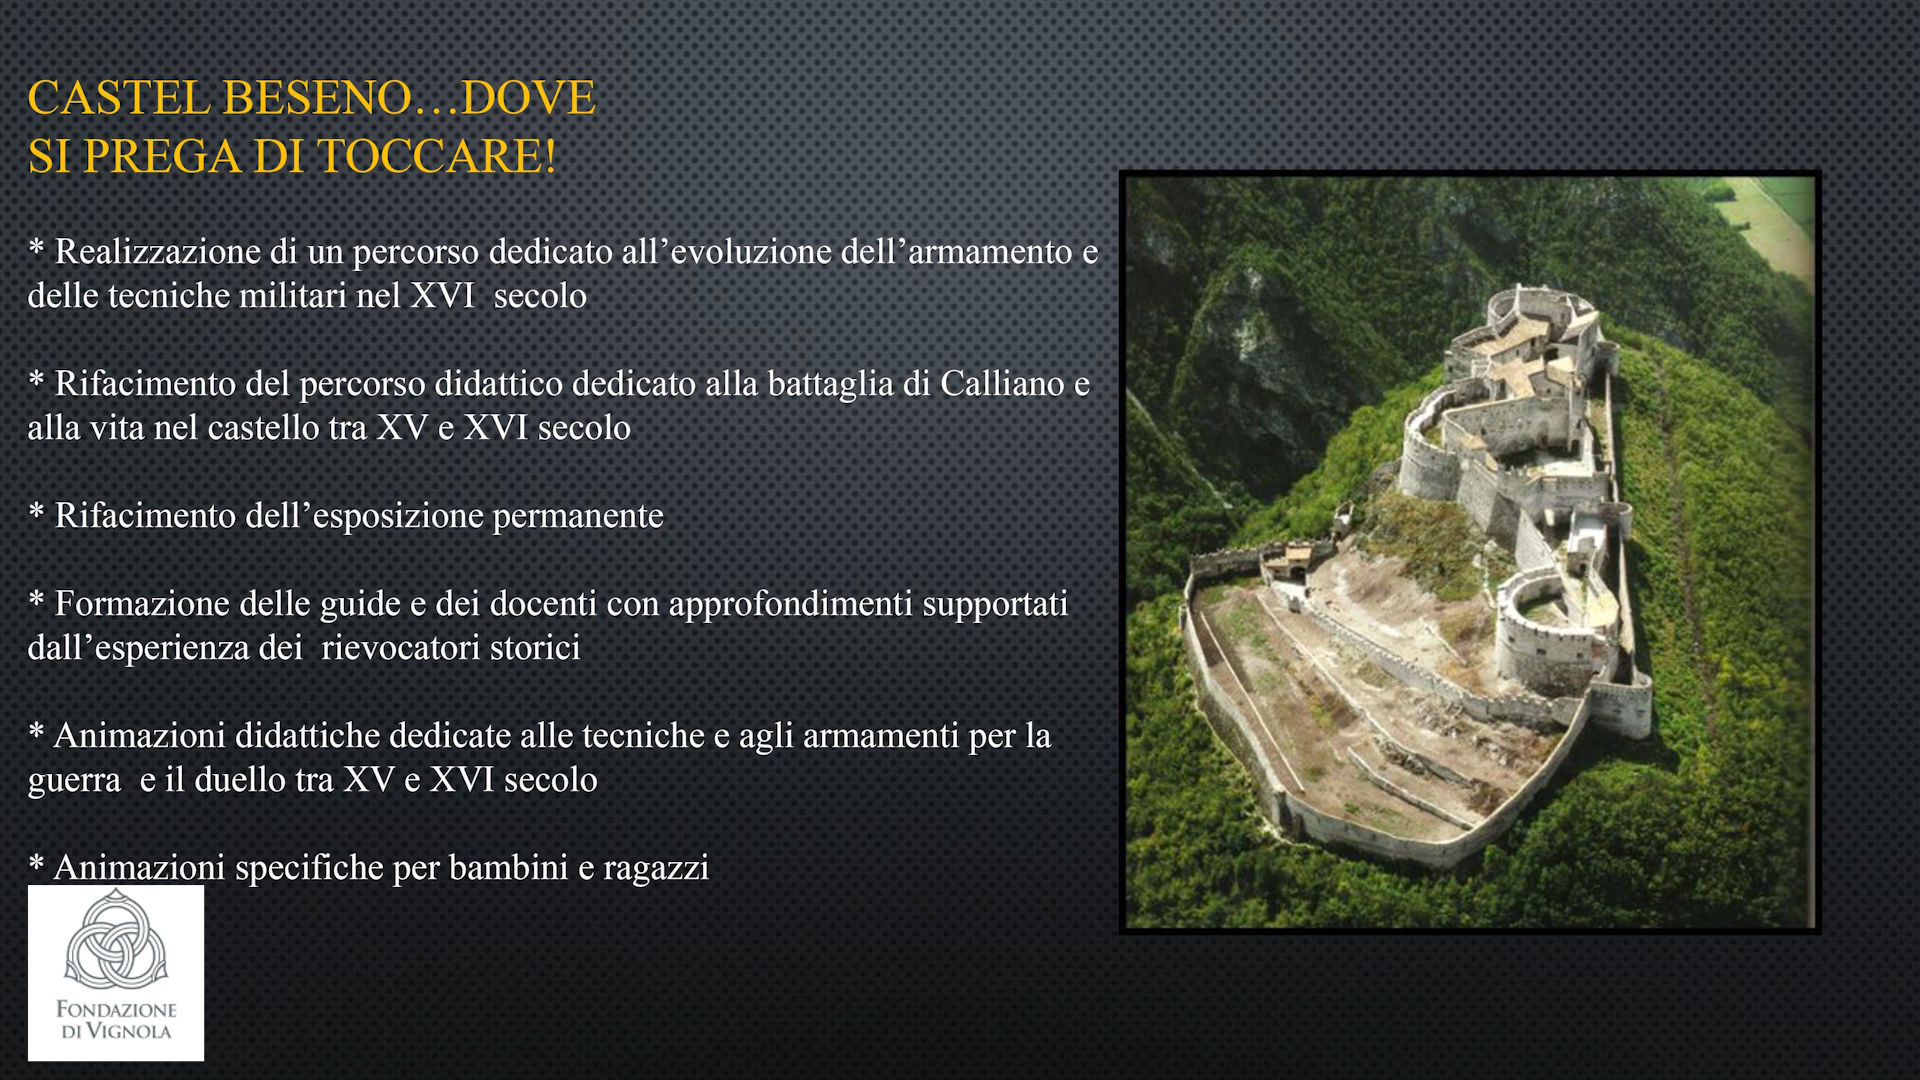 CASTEL BESENO…DOVE
SI PREGA DI TOCCARE!
* Realizzazione di un percorso dedicato all’evoluzione dell’armamento e
delle tecniche militari nel XVI  secolo
* Rifacimento del percorso didattico dedicato alla battaglia di Calliano e
alla vita nel castello tra XV e XVI secolo
* Rifacimento dell’esposizione permanente
* Formazione delle guide e dei docenti con approfondimenti supportati
dall’esperienza dei  rievocatori storici
* Animazioni didattiche dedicate alle tecniche e agli armamenti per la
guerra  e il duello tra XV e XVI secolo
* Animazioni specifiche per bambini e ragazzi
FONDAZIONE
DI VIGNOLA